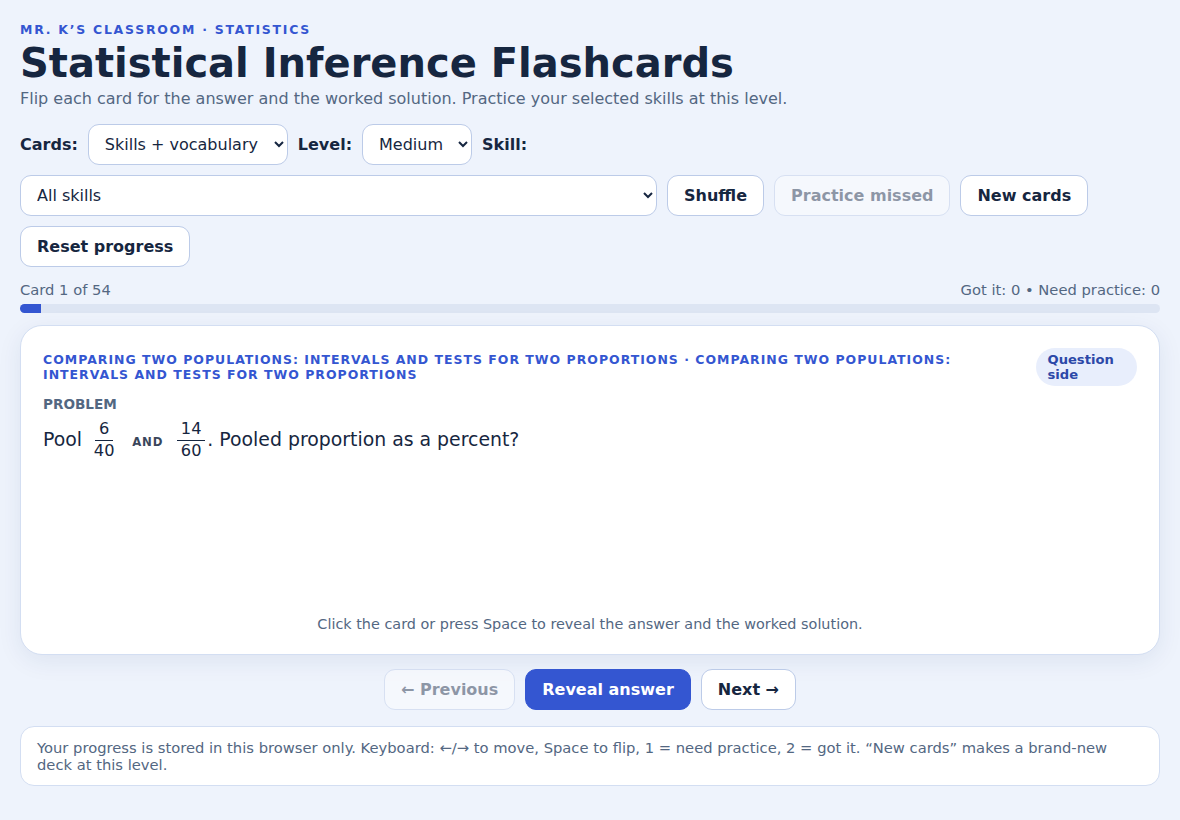 MR. K’S CLASSROOM · STATISTICS
Statistical Inference Flashcards
Flip each card for the answer and the worked solution. Practice your selected skills at this level.
Cards: Skills + vocabulary Level: Medium Skill:
All skills Shuffle Practice missed New cards
Reset progress
Card 1 of 54 Got it: 0 • Need practice: 0
COMPARING TWO POPULATIONS: INTERVALS AND TESTS FOR TWO PROPORTIONS · COMPARING TWO POPULATIONS:
INTERVALS AND TESTS FOR TWO PROPORTIONS
Question
side
PROBLEM
Pool 6/40 AND 14/60. Pooled proportion as a percent?
Click the card or press Space to reveal the answer and the worked solution.
← Previous Reveal answer Next →
Your progress is stored in this browser only. Keyboard: ←/→ to move, Space to flip, 1 = need practice, 2 = got it. “New cards” makes a brand-new
deck at this level.